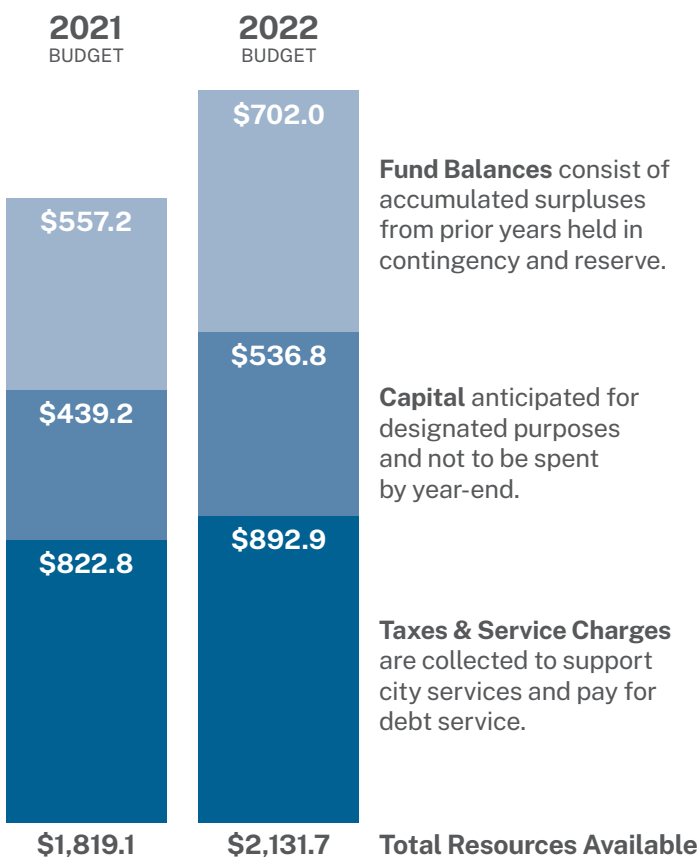 2021
BUDGET
2022
BUDGET
$557.2
$439.2
$822.8
$1,819.1
$702.0
$536.8
$892.9
$2,131.7
Fund Balances consist of
accumulated surpluses
from prior years held in
contingency and reserve.
Capital anticipated for
designated purposes
and not to be spent
by year-end.
Taxes & Service Charges
are collected to support
city services and pay for
debt service.
Total Resources Available